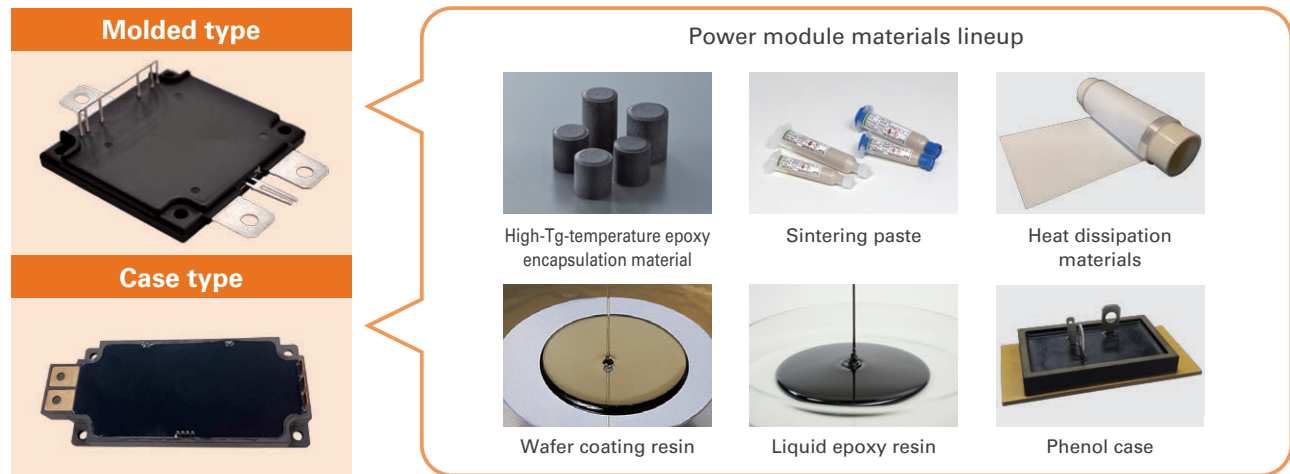 Molded type
Case type
Power module materials lineup
High-Tg-temperature epoxy
encapsulation material
Sintering paste
Heat dissipation
materials
Wafer coating resin
Liquid epoxy resin
Phenol case